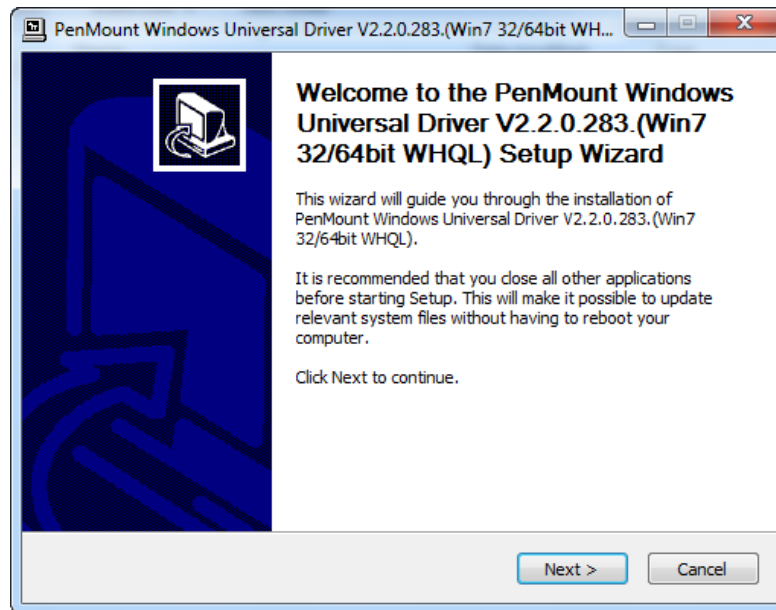 PenMount Windows Universal Driver V2.2.0.283.(Win7 32/64bit WH...
Welcome to the PenMount Windows
Universal Driver V2.2.0.283.(Win7
32/64bit WHQL) Setup Wizard
This wizard will guide you through the installation of
PenMount Windows Universal Driver V2.2.0.283.(Win7
32/64bit WHQL).
It is recommended that you close all other applications
before starting Setup. This will make it possible to update
relevant system files without having to reboot your
computer.
Click Next to continue.
Next >
Cancel